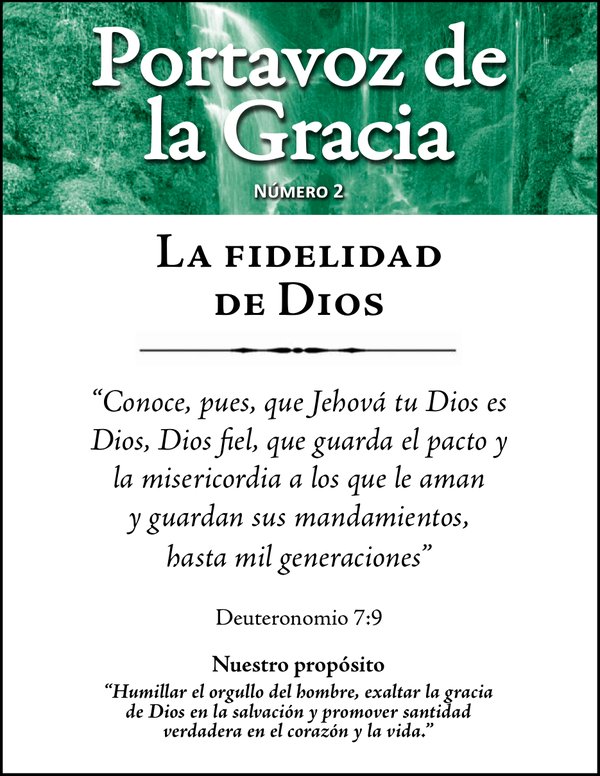 Portavoz de
la Gracia
Número 2
La fidelidad
de Dios
“Conoce, pues, que Jehová tu Dios es
Dios, Dios fiel, que guarda el pacto y
la misericordia a los que le aman
y guardan sus mandamientos,
hasta mil generaciones”
Deuteronomio 7:9
Nuestro propósito
“Humillar el orgullo del hombre, exaltar la gracia
de Dios en la salvación y promover santidad
verdadera en el corazón y la vida.”